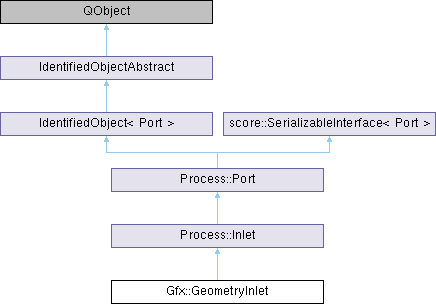 QObject
IdentifiedObjectAbstract
IdentifiedObject< Port >
score::SerializableInterface< Port >
Process::Port
Process::Inlet
Gfx::GeometryInlet